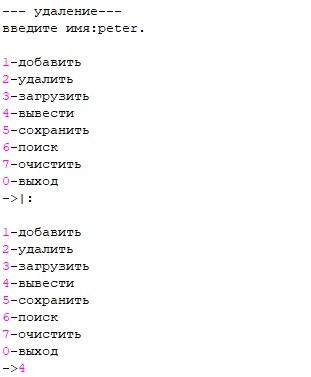 --- удаление---
введите имя:peter.
1-добавить
2-удалить
3-загрузить
4-вывести
5-сохранить
6-поиск
7-очистить
0-выход
->|:
1-добавить
2-удалить
3-загрузить
4-вывести
5-сохранить
6-поиск
7-очистить
0-выход
->4